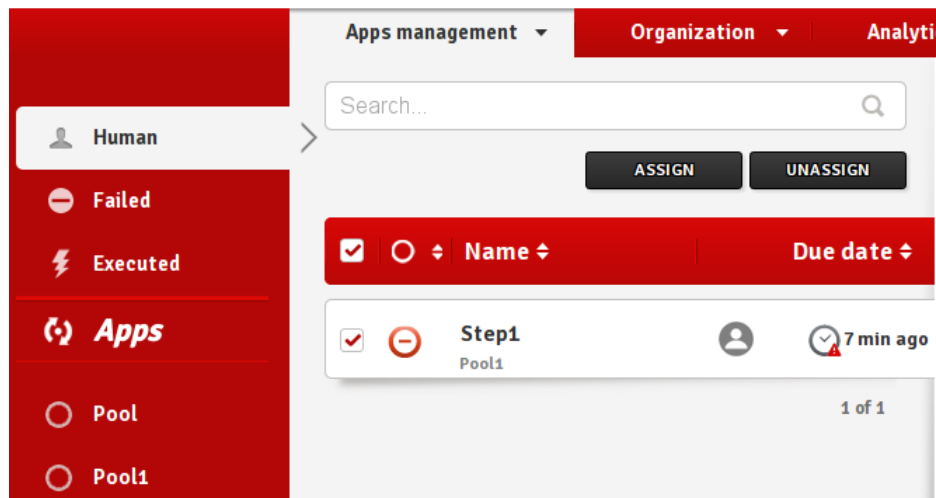 Apps management
Organization
Search...
Human
ASSIGN
UNASSIGN
Failed
Name
Due date
Executed
Apps
Step1
7 min ago
Pool1
Pool
1 of 1
Pool1